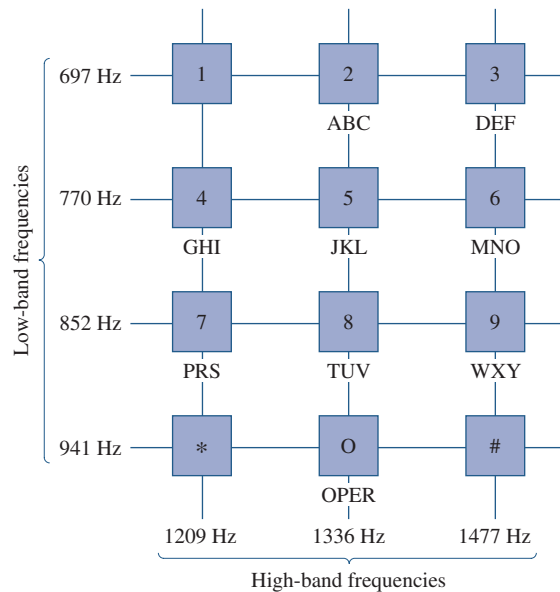 697 Hz 1 2 3
ABC DEF
770 Hz 4 5 6
GHI JKL MNO
Low-band frequencies
852 Hz 7 8 9
PRS TUV WXY
941 Hz * O #
OPER
1209 Hz 1336 Hz 1477 Hz
High-band frequencies